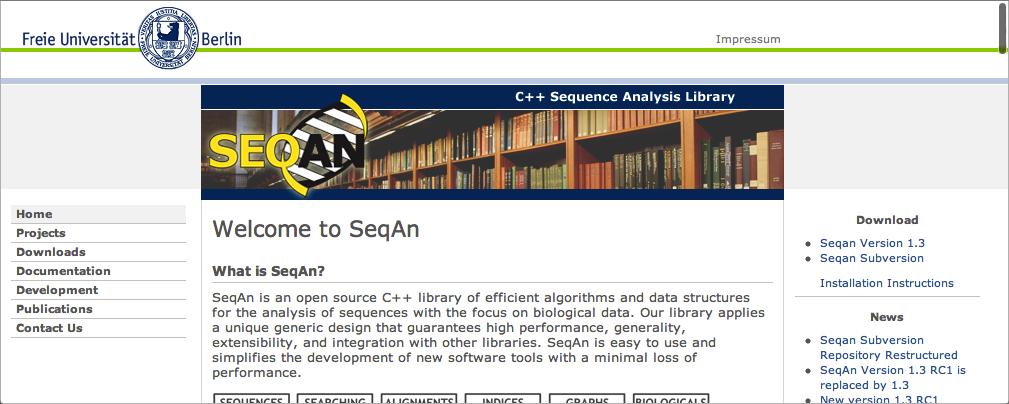 Freie Universität Berlin
Impressum
C++ Sequence Analysis Library
SEQAN
Home
Projects
Downloads
Documentation
Development
Publications
Contact Us
Welcome to SeqAn
What is SeqAn?
SeqAn is an open source C++ library of efficient algorithms and data structures
for the analysis of sequences with the focus on biological data. Our library applies
a unique generic design that guarantees high performance, generality,
extensibility, and integration with other libraries. SeqAn is easy to use and
simplifies the development of new software tools with a minimal loss of
performance.
SEQUENCES SEARCHING ALIGNMENTS INDICES GRAPHS BIOLOGICALS
Download
Seqan Version 1.3
Seqan Subversion
Installation Instructions
News
Seqan Subversion
Repository Restructured
SeqAn Version 1.3 RC1 is
replaced by 1.3
New version 1.3 RC1